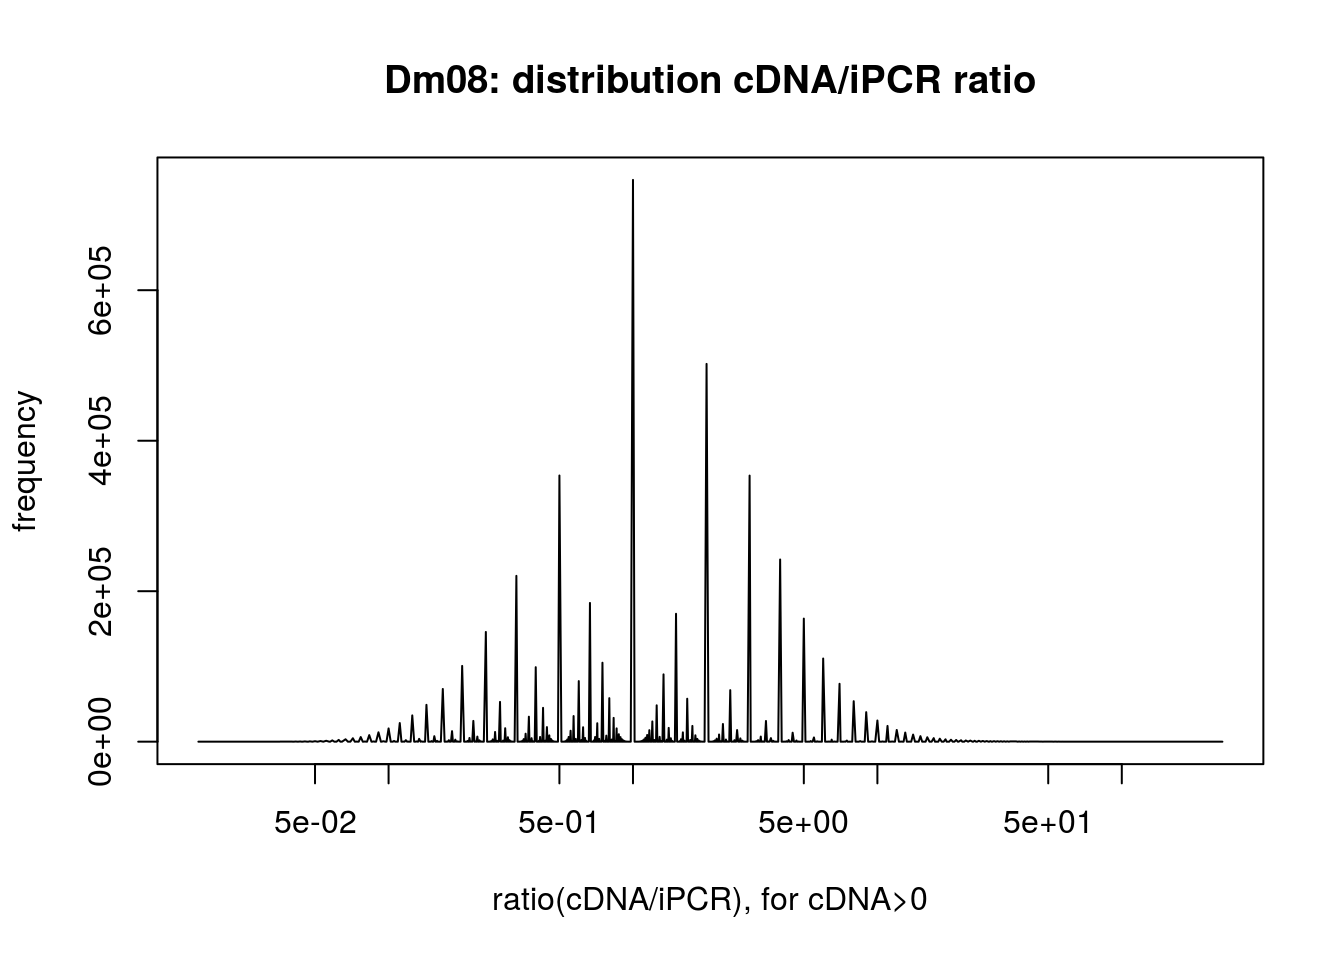 Dm08: distribution cDNA/iPCR ratio
frequency
6e+05
4e+05
2e+05
0e+00
5e-02 5e-01 5e+00 5e+01
ratio(cDNA/iPCR), for cDNA>0